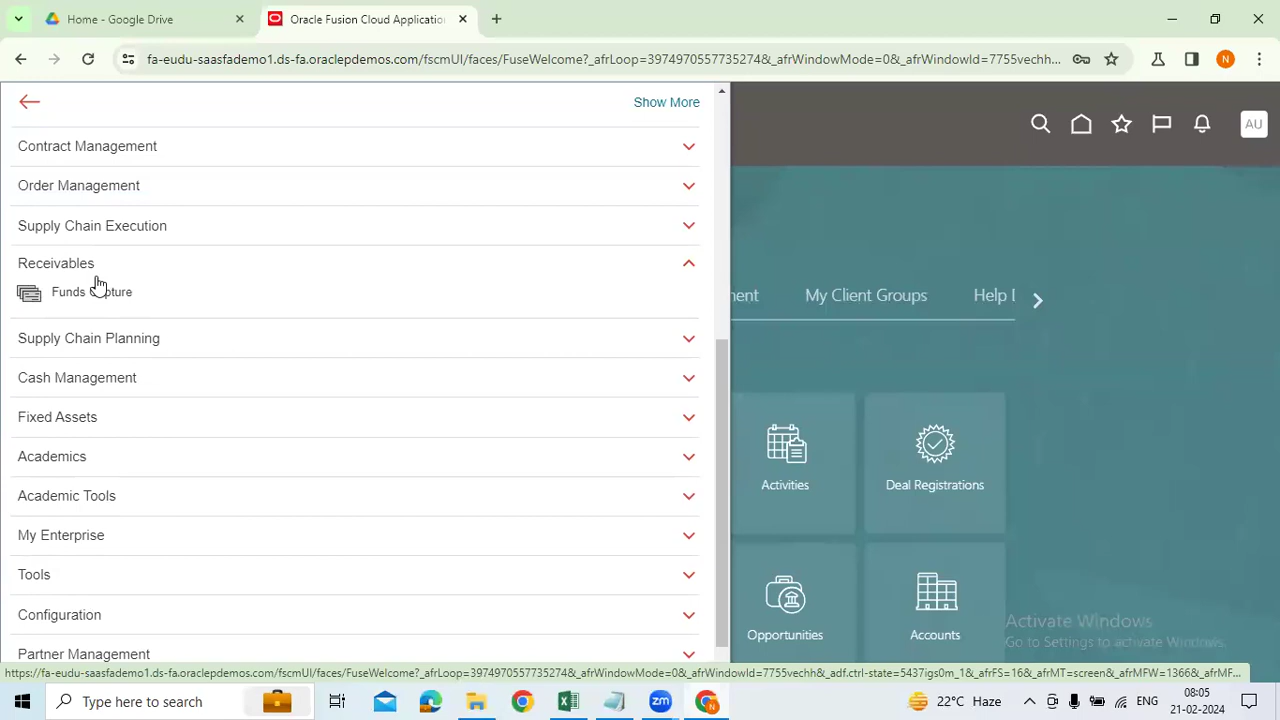 Home - Google Drive
Oracle Fusion Cloud Application
fa-eudu-saasfademo1.ds-fa.oraclepdemos.com/fscmUI/faces/FuseWelcome?_afrLoop=3974970557735274&_afrWindowMode=0&_afrWindowId=7755vechh...
N
Show More
AU
Contract Management
Order Management
Supply Chain Execution
Receivables
Funds pture
Supply Chain Planning
Cash Management
Fixed Assets
Academics
Academic Tools
My Enterprise
Tools
Configuration
Partner Management
nent
My Client Groups
Help
Activities
Deal Registrations
Opportunities
Accounts
Activate Windows
Go to Settings to activate Windows.
https://fa-eudu-saasfademo1.ds-fa.oraclepdemos.com/fscmUI/faces/FuseWelcome?_afrLoop=3974970557735274&_afrWindowMode=0&_afrWindowId=7755vechh&_adf.ctrl-state=5437igs0m_1&_afrFS=16&_afrMT=screen&_afrMFW=1366&_afrMF...
Type here to search
22°C Haze
ENG
08:05
21-02-2024